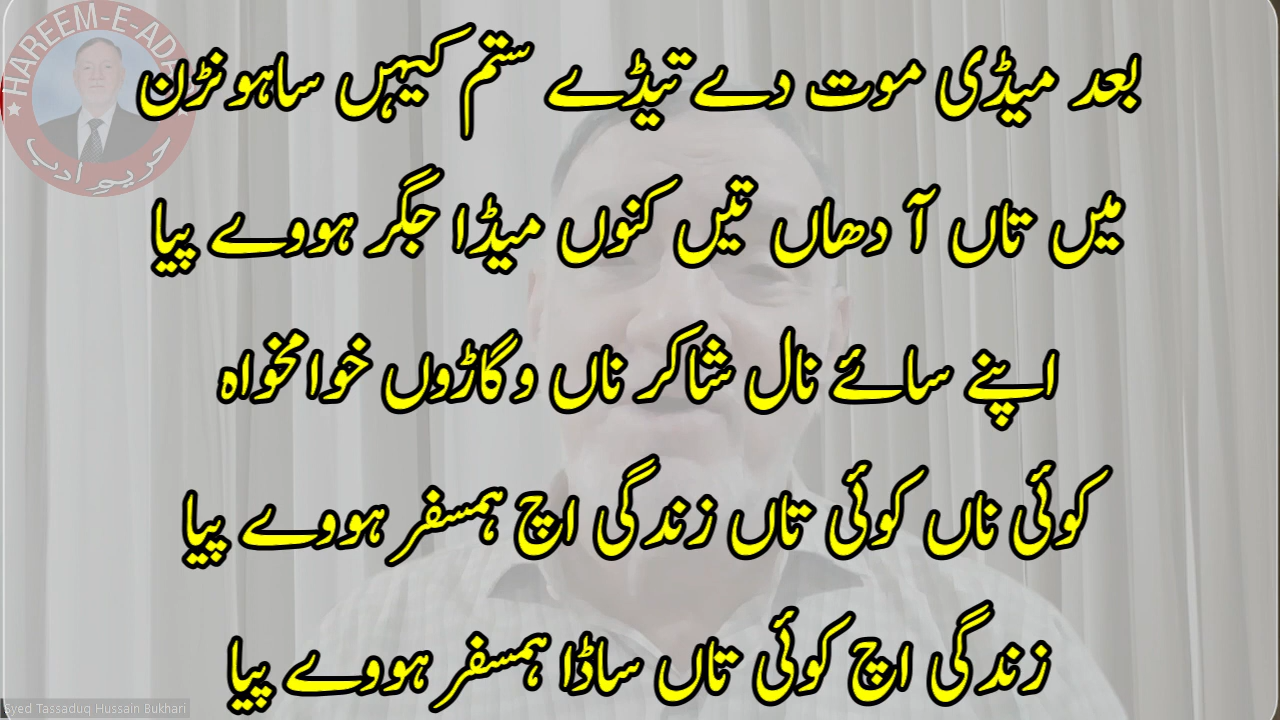 HAREEM-E-ADA
حریمِ ادب
بعد میڈی موت دے تیڈے ستم کیہں ساہونڑن
میں تاں آ دھاں تیں کنوں میڈا جگر ہووے پیا
اپنے سائے نال شاکر ناں وگاڑوں خوامخواہ
کوئی ناں کوئی تاں زندگی اچ ہمسفر ہووے پیا
زندگی اچ کوئی تاں ساڈا ہمسفر ہووے پیا
Syed Tassaduq Hussain Bukhari